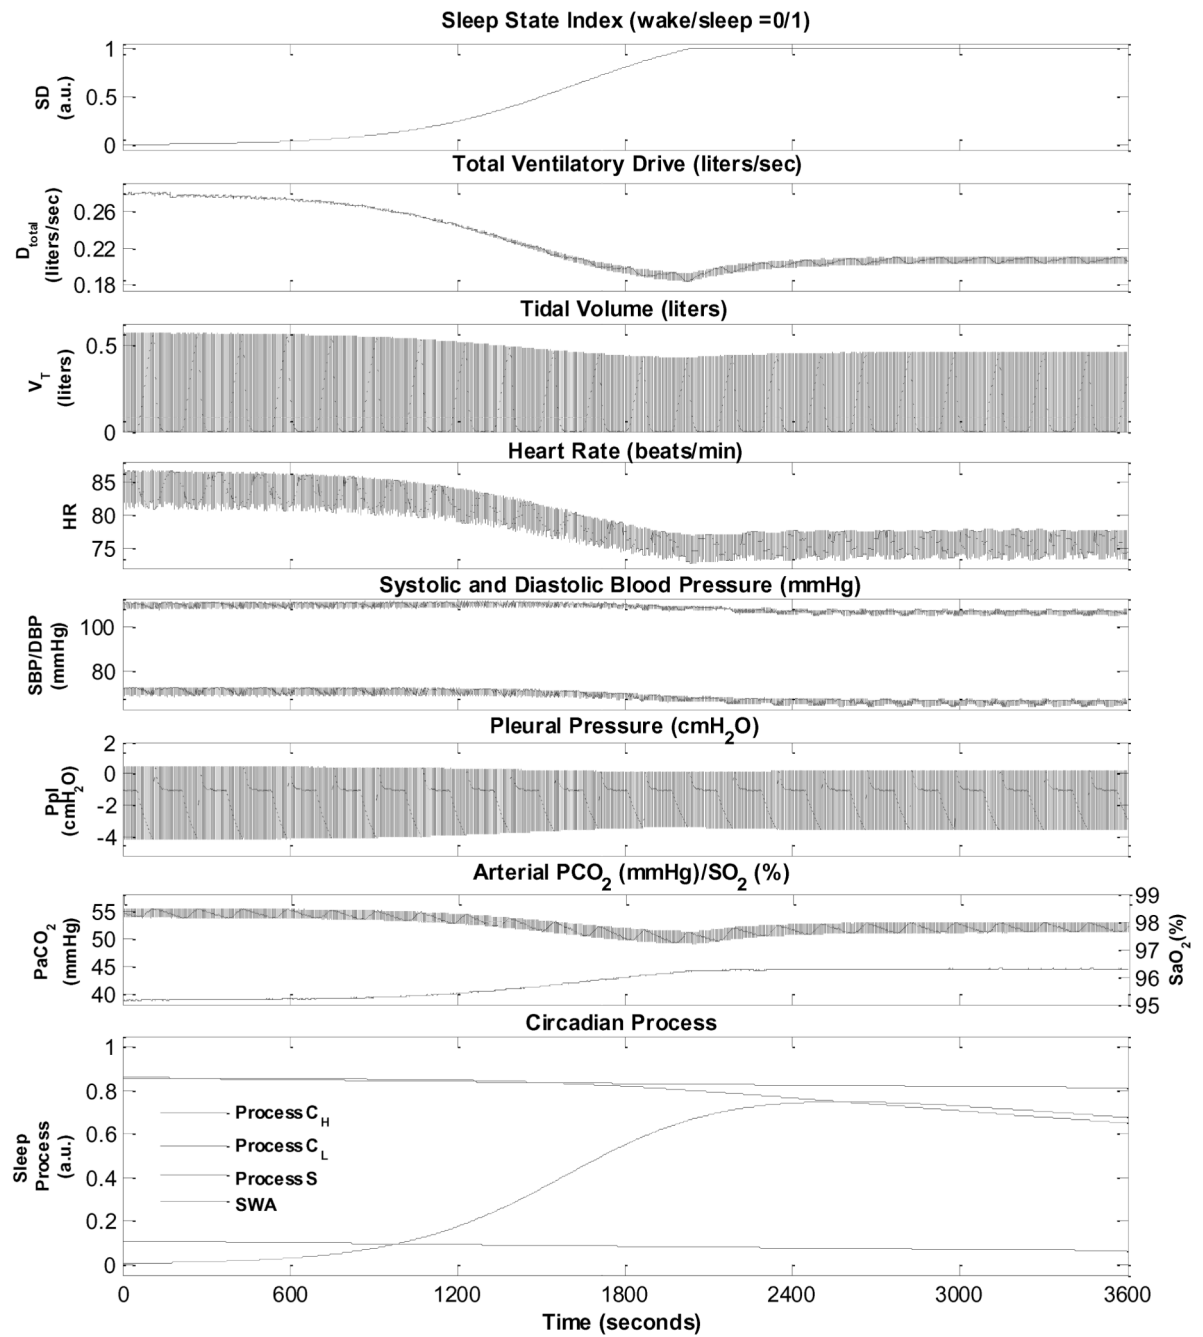 Sleep State Index (wake/sleep =0/1)
1
0.5
0
SD
(a.u.)
Total Ventilatory Drive (liters/sec)
0.26
0.22
0.18
D_total
(liters/sec)
Tidal Volume (liters)
0.5
0
V_T
(liters)
Heart Rate (beats/min)
85
80
75
HR
Systolic and Diastolic Blood Pressure (mmHg)
100
80
SBP/DBP
(mmHg)
Pleural Pressure (cmH2O)
2
0
-2
-4
Ppl
(cmH2O)
Arterial PCO2 (mmHg)/SO2 (%)
55
50
45
40
PaCO2
(mmHg)
99
98
97
96
95
SaO2(%)
Circadian Process
1
0.8
0.6
0.4
0.2
0
Sleep
Process
(a.u.)
Process C_H
Process C_L
Process S
SWA
0 600 1200 1800 2400 3000 3600
Time (seconds)